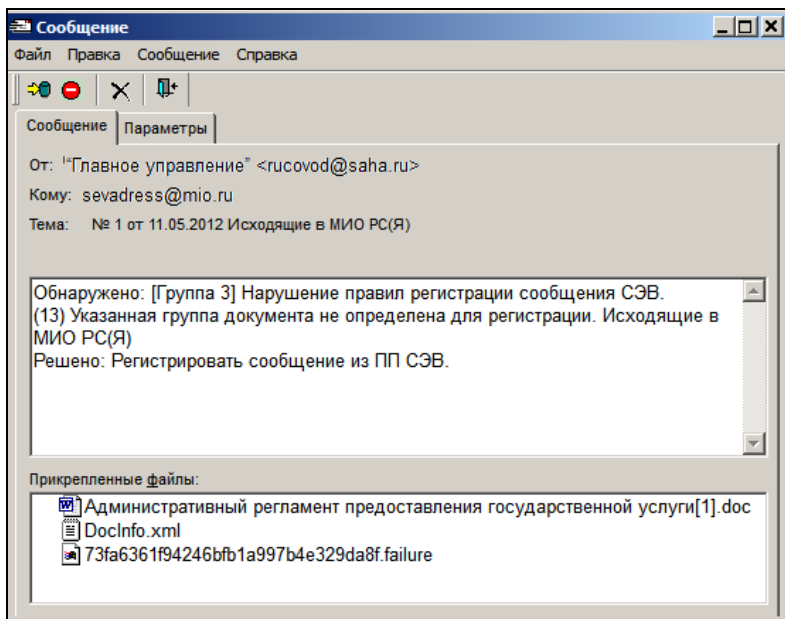 Сообщение
Файл Правка Сообщение Справка
Сообщение Параметры
От: "Главное управление" <rucovod@saha.ru>
Кому: sevadress@mio.ru
Тема: № 1 от 11.05.2012 Исходящие в МИО РС(Я)
Обнаружено: [Группа 3] Нарушение правил регистрации сообщения СЭВ.
(13) Указанная группа документа не определена для регистрации. Исходящие в
МИО РС(Я)
Решено: Регистрировать сообщение из ПП СЭВ.
Прикрепленные файлы:
Административный регламент предоставления государственной услуги[1].doc
DocInfo.xml
73fa6361f94246bfb1a997b4e329da8f.failure